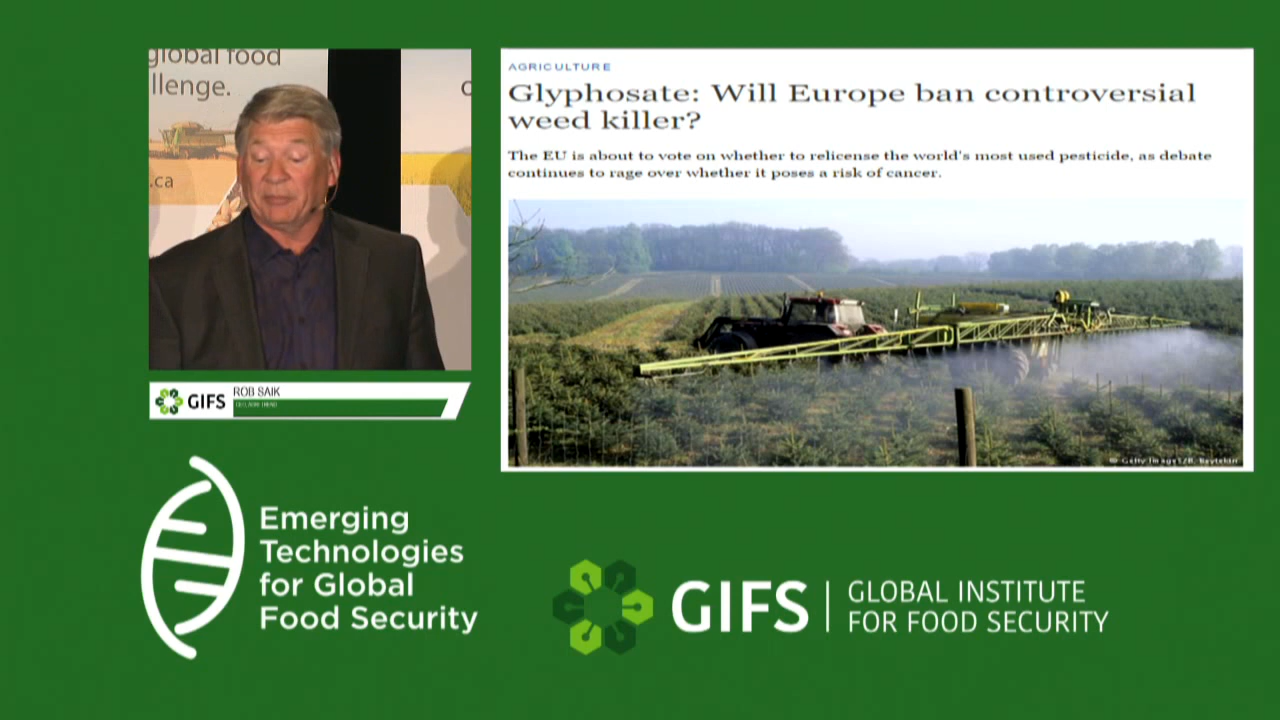 global food
llenge.
.ca
c
GIFS
ROB SAIK
AGRICULTURE
Glyphosate: Will Europe ban controversial
weed killer?
The EU is about to vote on whether to relicense the world's most used pesticide, as debate
continues to rage over whether it poses a risk of cancer.
Emerging
Technologies
for Global
Food Security
GIFS
GLOBAL INSTITUTE
FOR FOOD SECURITY